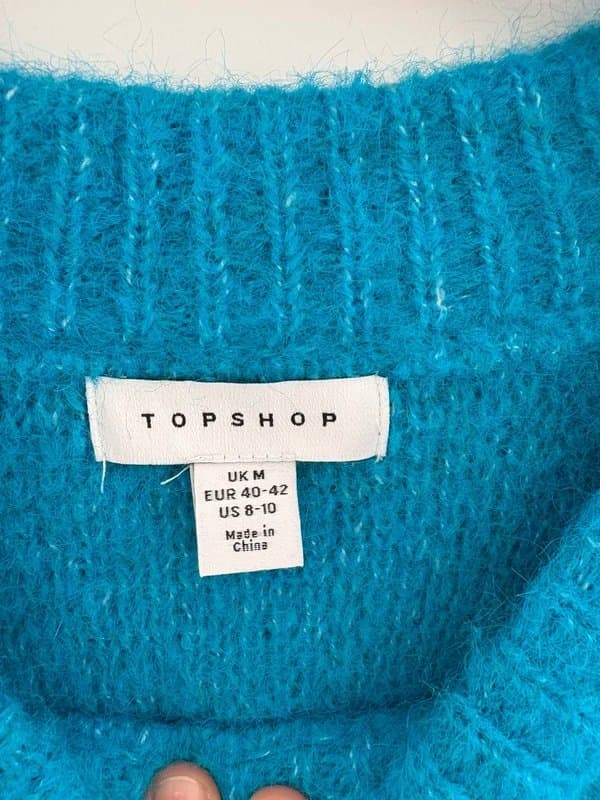 TOPSHOP
UK M
EUR 40-42
US 8-10
Made in
China